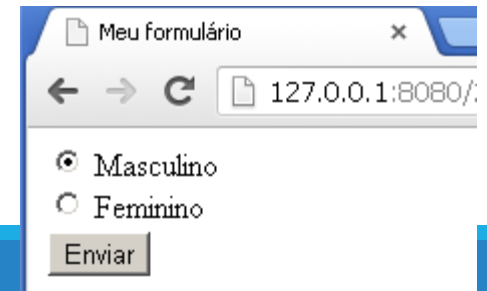 Meu formulário
127.0.0.1:8080/
Masculino
Feminino
Enviar